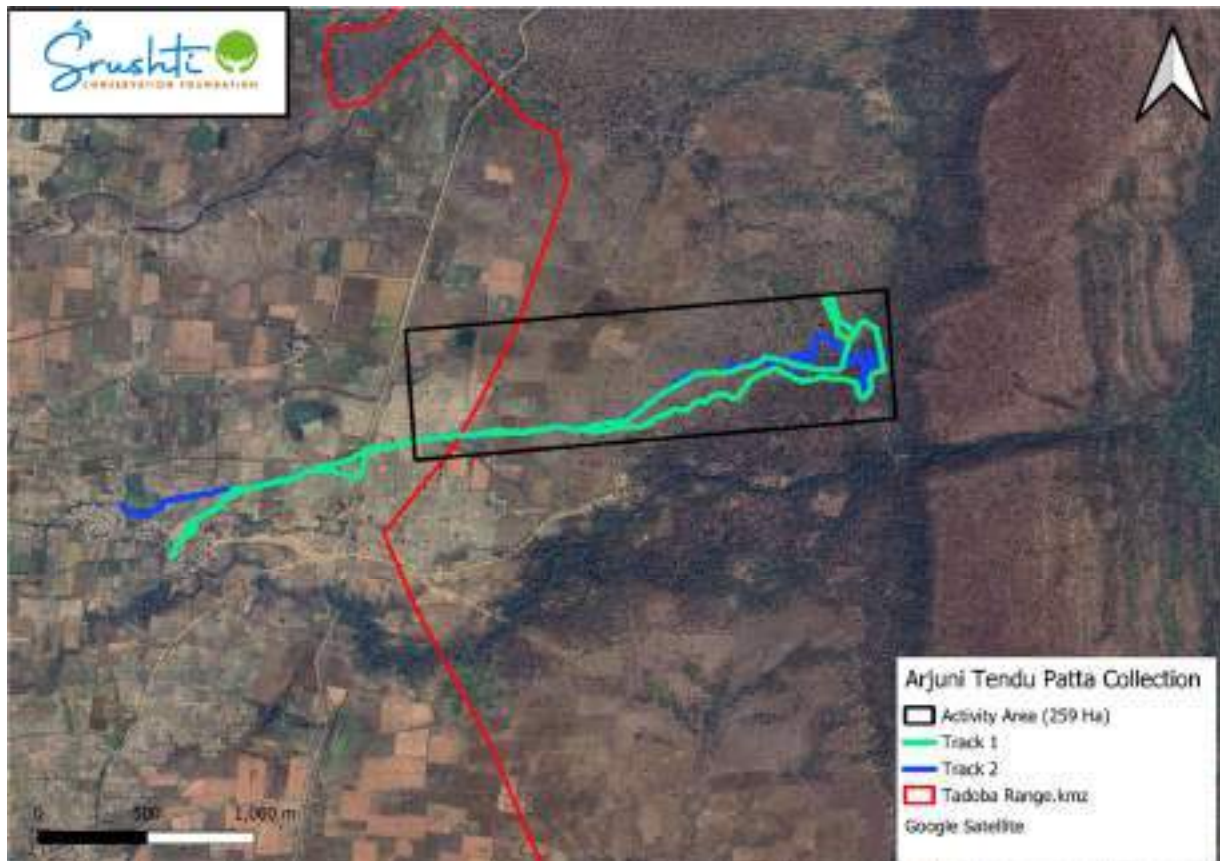 Srushti
CONSERVATION FOUNDATION
Arjuni Tendu Patta Collection
Activity Area (259 Ha)
Track 1
Track 2
Tadoba Range.kmz
Google Satellite
0 500 1,000 m